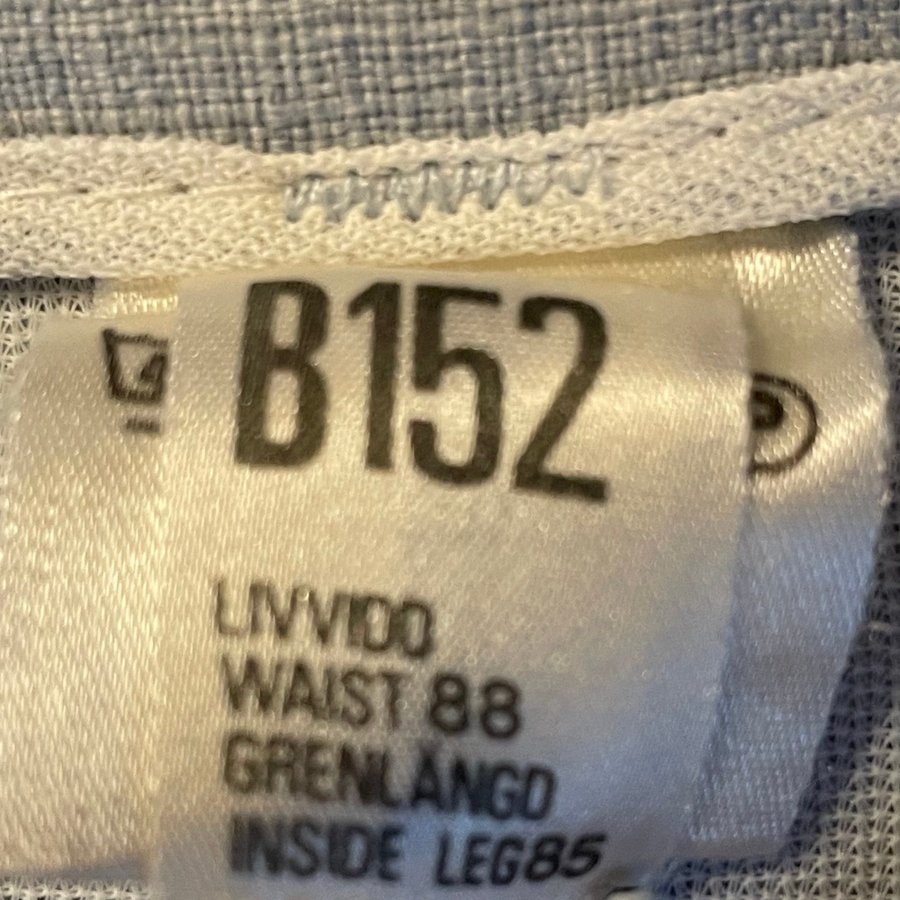 B152
P
LIVVIDD
WAIST 88
GRENLÄNGD
INSIDE LEG85